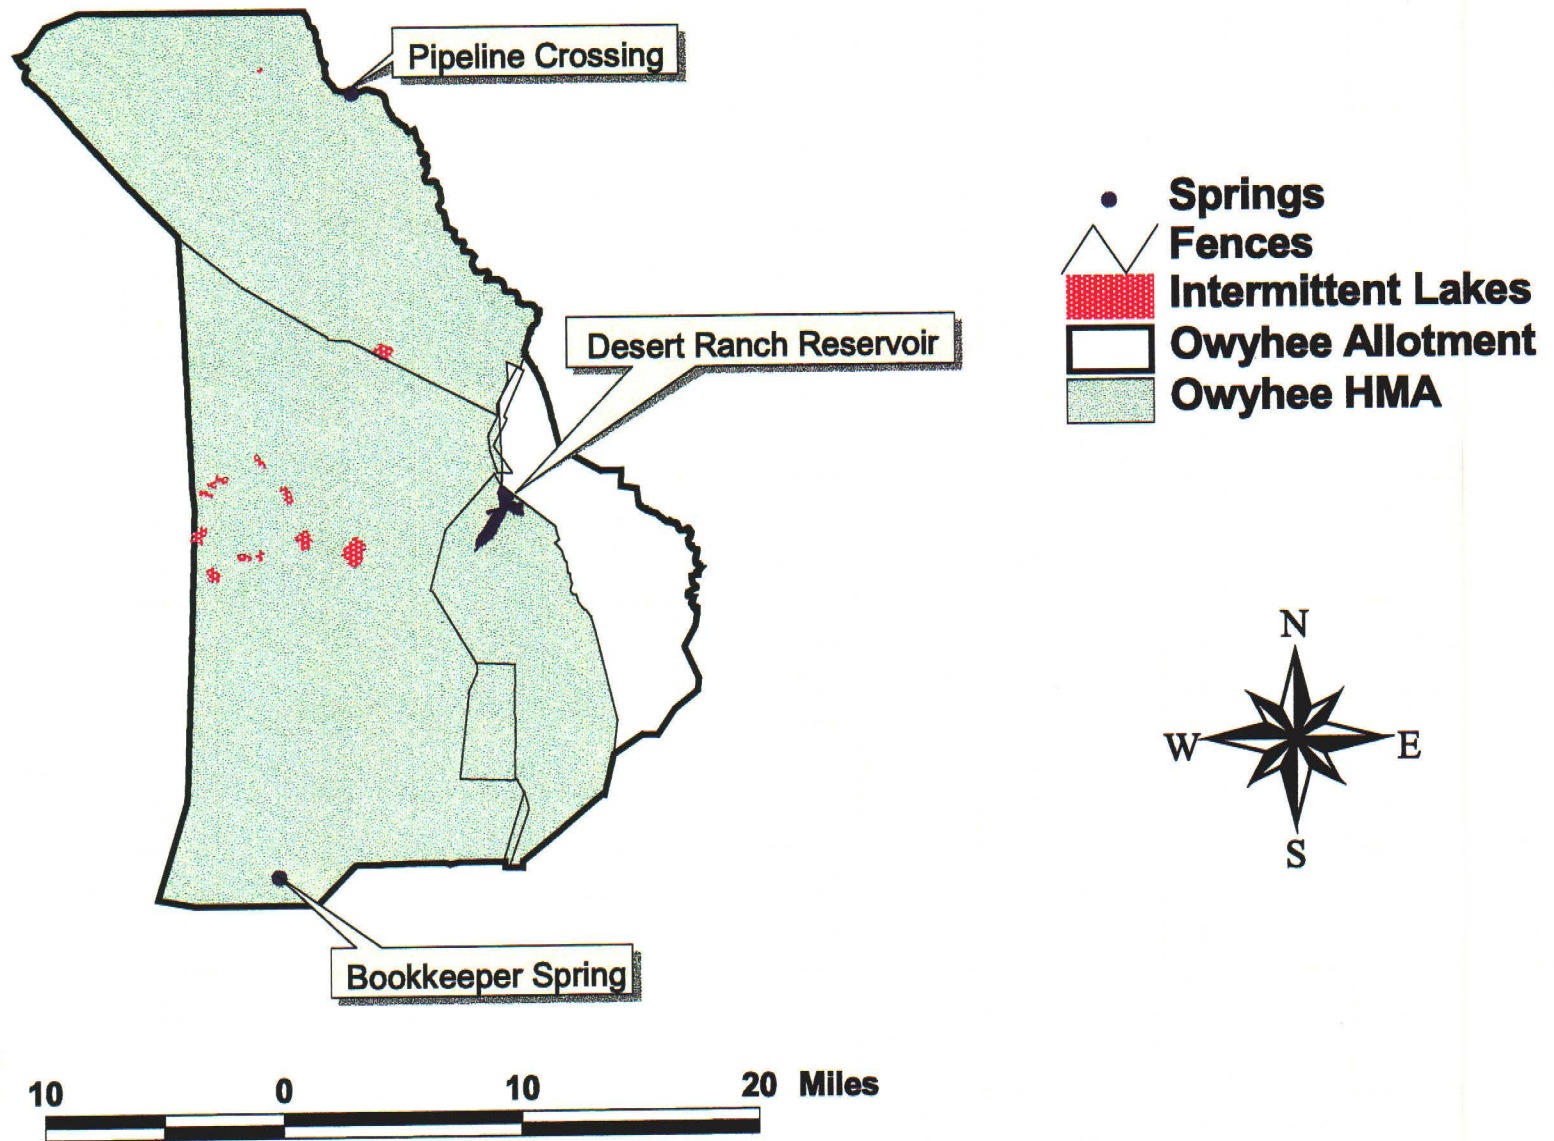 Pipeline Crossing
Springs
Fences
Intermittent Lakes
Owyhee Allotment
Owyhee HMA
Desert Ranch Reservoir
N
W
E
S
Bookkeeper Spring
10 0 10 20 Miles